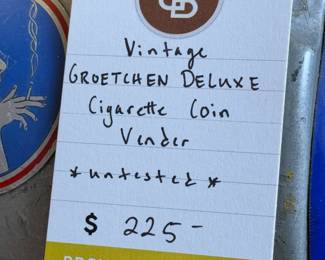 Vintage
GROETCHEN DELUXE
Cigarette Coin
Vender
*untested*
$ 225-